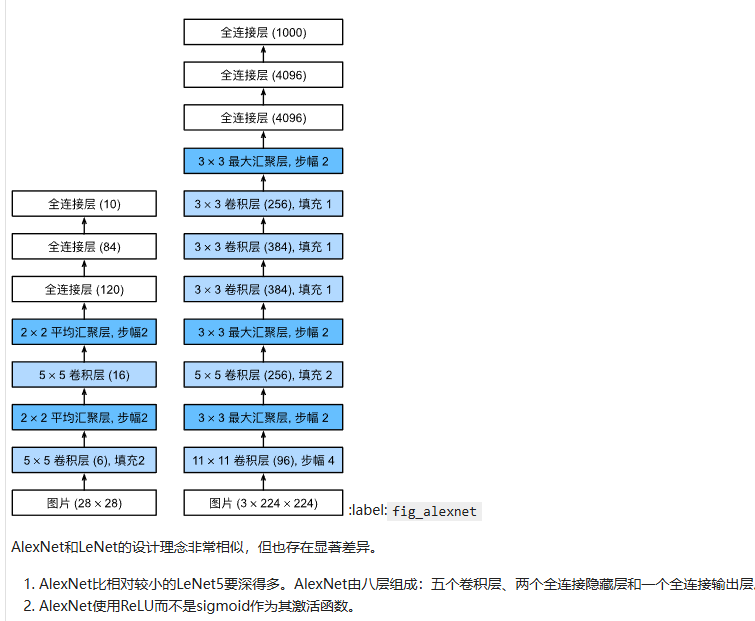 全连接层 (10)
全连接层 (84)
全连接层 (120)
2 × 2 平均汇聚层, 步幅2
5 × 5 卷积层 (16)
2 × 2 平均汇聚层, 步幅2
5 × 5 卷积层 (6), 填充2
图片 (28 × 28)
全连接层 (1000)
全连接层 (4096)
全连接层 (4096)
3 × 3 最大汇聚层, 步幅 2
3 × 3 卷积层 (256), 填充 1
3 × 3 卷积层 (384), 填充 1
3 × 3 卷积层 (384), 填充 1
3 × 3 最大汇聚层, 步幅 2
5 × 5 卷积层 (256), 填充 2
3 × 3 最大汇聚层, 步幅 2
11 × 11 卷积层 (96), 步幅 4
图片 (3 × 224 × 224)
:label: fig_alexnet
AlexNet和LeNet的设计理念非常相似，但也存在显著差异。
1. AlexNet比相对较小的LeNet5要深得多。AlexNet由八层组成：五个卷积层、两个全连接隐藏层和一个全连接输出层
2. AlexNet使用ReLU而不是sigmoid作为其激活函数。